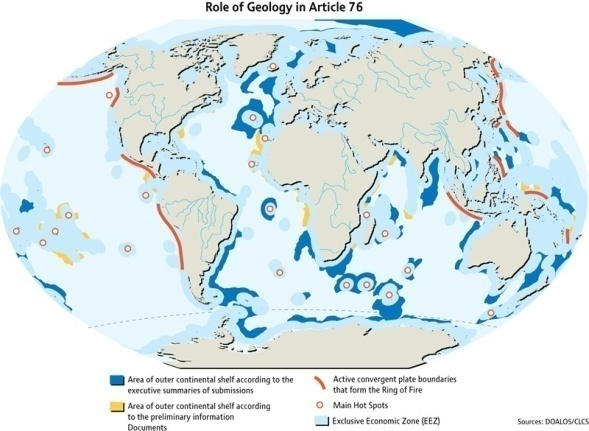 Role of Geology in Article 76
Area of outer continental shelf according to the
executive summaries of submissions
Area of outer continental shelf according
to the preliminary information
Documents
Active convergent plate boundaries
that form the Ring of Fire
Main Hot Spots
Exclusive Economic Zone (EEZ)
Sources: DOALOS/CLCS